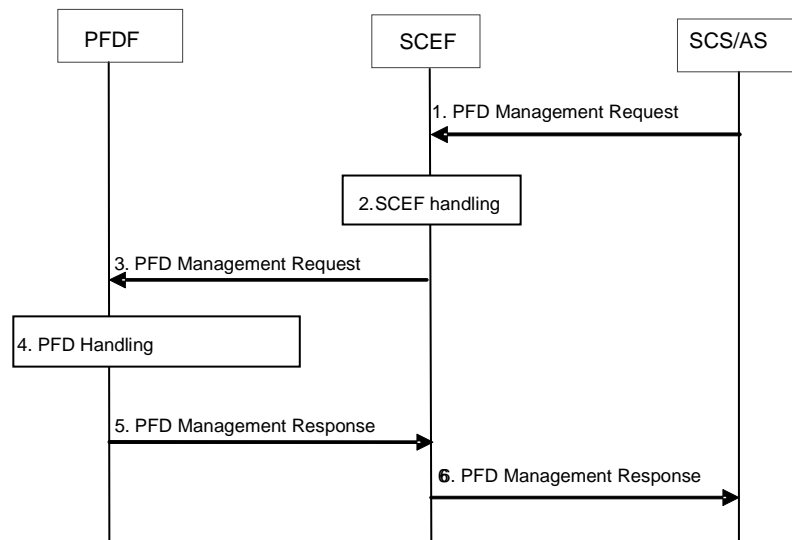 PFDF
SCEF
SCS/AS
1. PFD Management Request
2.SCEF handling
3. PFD Management Request
4. PFD Handling
5. PFD Management Response
6. PFD Management Response